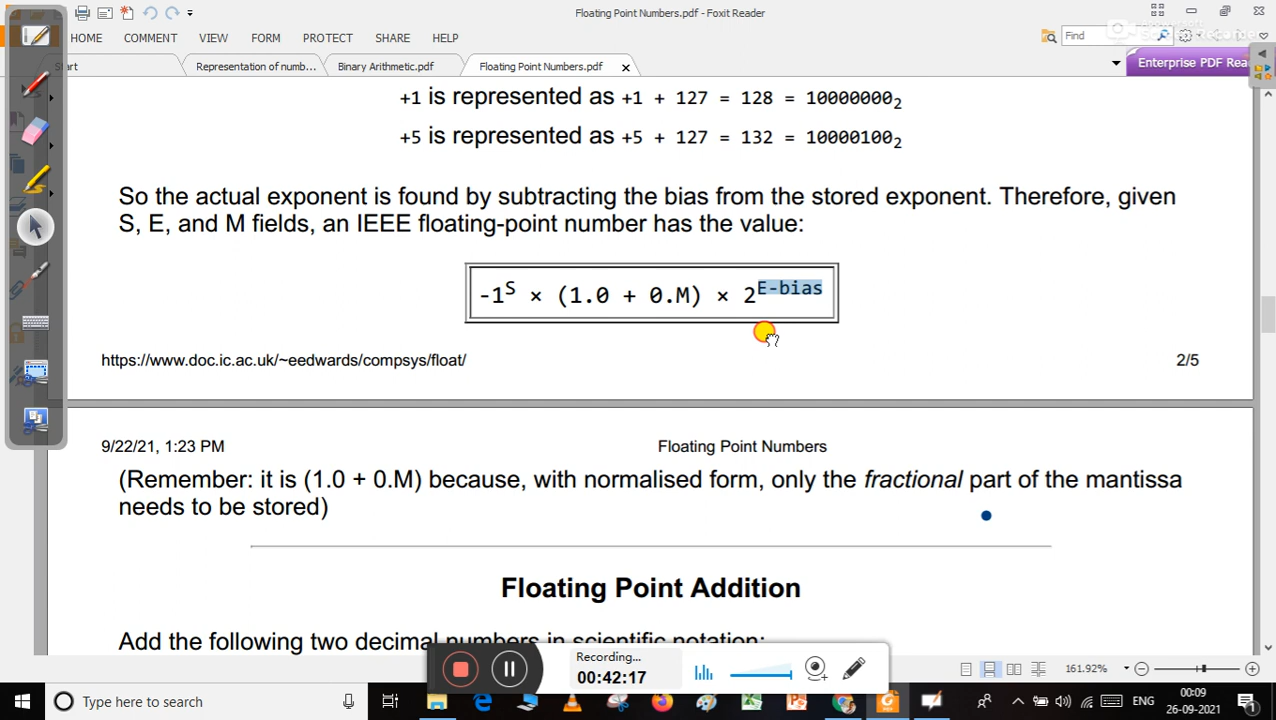 Floating Point Numbers.pdf - Foxit Reader
HOME COMMENT VIEW FORM PROTECT SHARE HELP
Find
Start
Representation of numb...
Binary Arithmetic.pdf
Floating Point Numbers.pdf
Enterprise PDF Rea
+1 is represented as +1 + 127 = 128 = 10000000₂
+5 is represented as +5 + 127 = 132 = 10000100₂
So the actual exponent is found by subtracting the bias from the stored exponent. Therefore, given
S, E, and M fields, an IEEE floating-point number has the value:
-1^S × (1.0 + 0.M) × 2^E-bias
https://www.doc.ic.ac.uk/~eedwards/compsys/float/
2/5
9/22/21, 1:23 PM
Floating Point Numbers
(Remember: it is (1.0 + 0.M) because, with normalised form, only the fractional part of the mantissa
needs to be stored)
Floating Point Addition
Add the following two decimal numbers in scientific notation:
Recording...
00:42:17
161.92%
Type here to search
ENG
00:09
26-09-2021